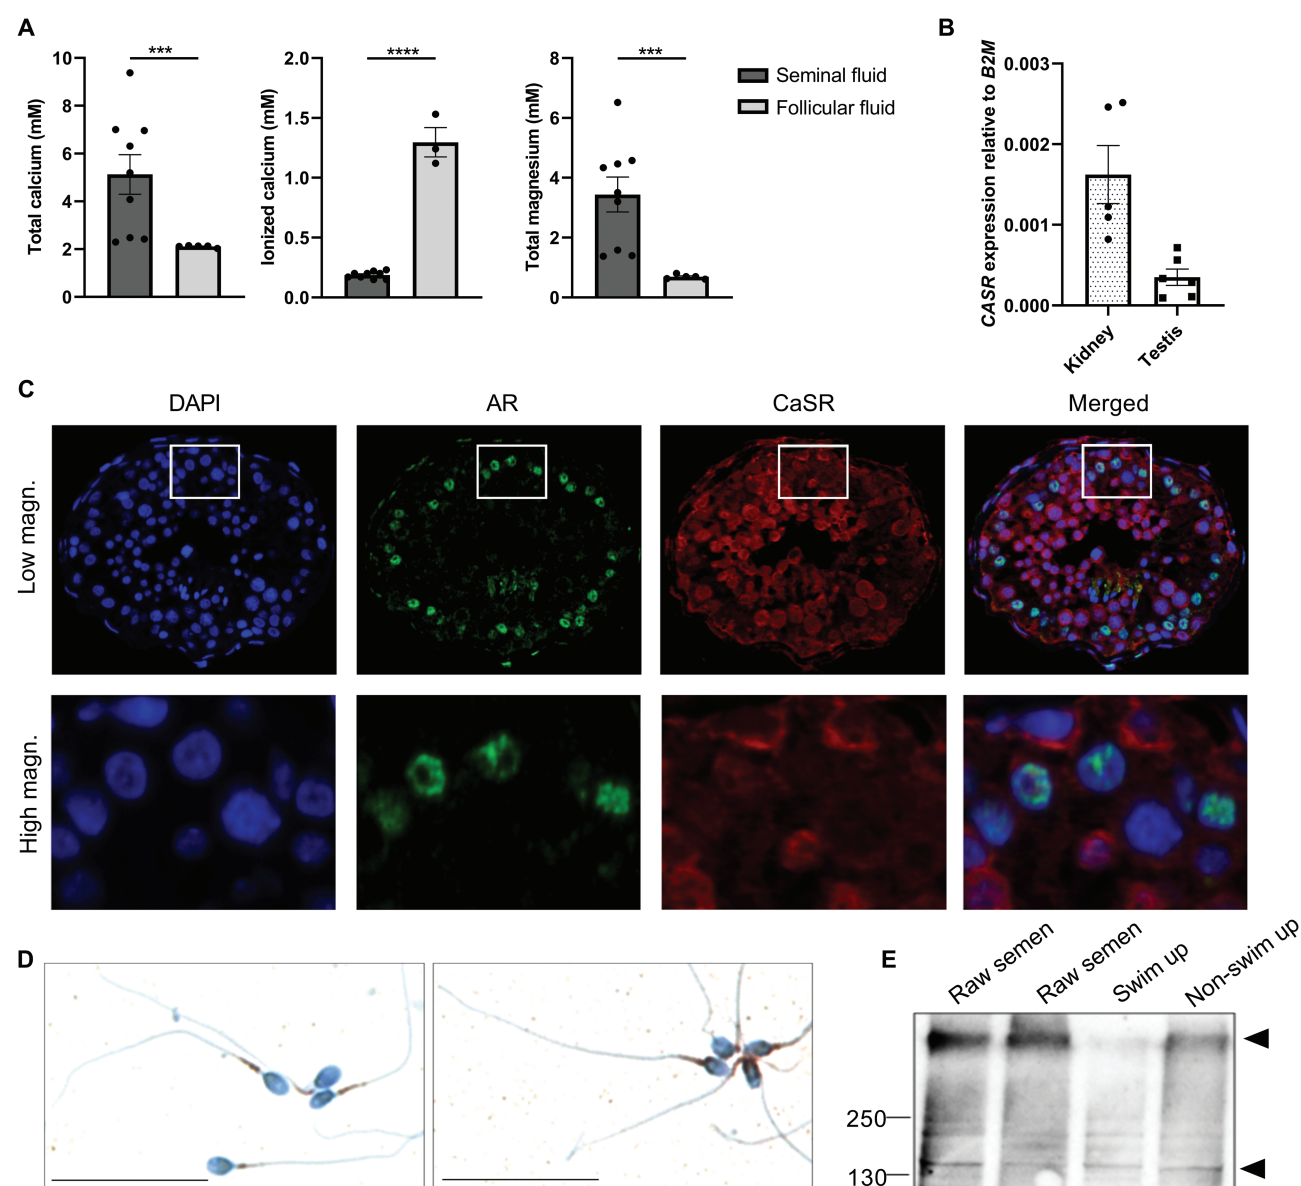 A
***
10
8
6
4
2
0
Total calcium (mM)
****
2.0
1.5
1.0
0.5
0.0
Ionized calcium (mM)
***
8
6
4
2
0
Total magnesium (mM)
Seminal fluid
Follicular fluid
B
0.003
0.002
0.001
0.000
CASR expression relative to B2M
Kidney
Testis
C
DAPI
AR
CaSR
Merged
Low magn.
High magn.
D
E
Raw semen
Raw semen
Swim up
Non-swim up
250
130